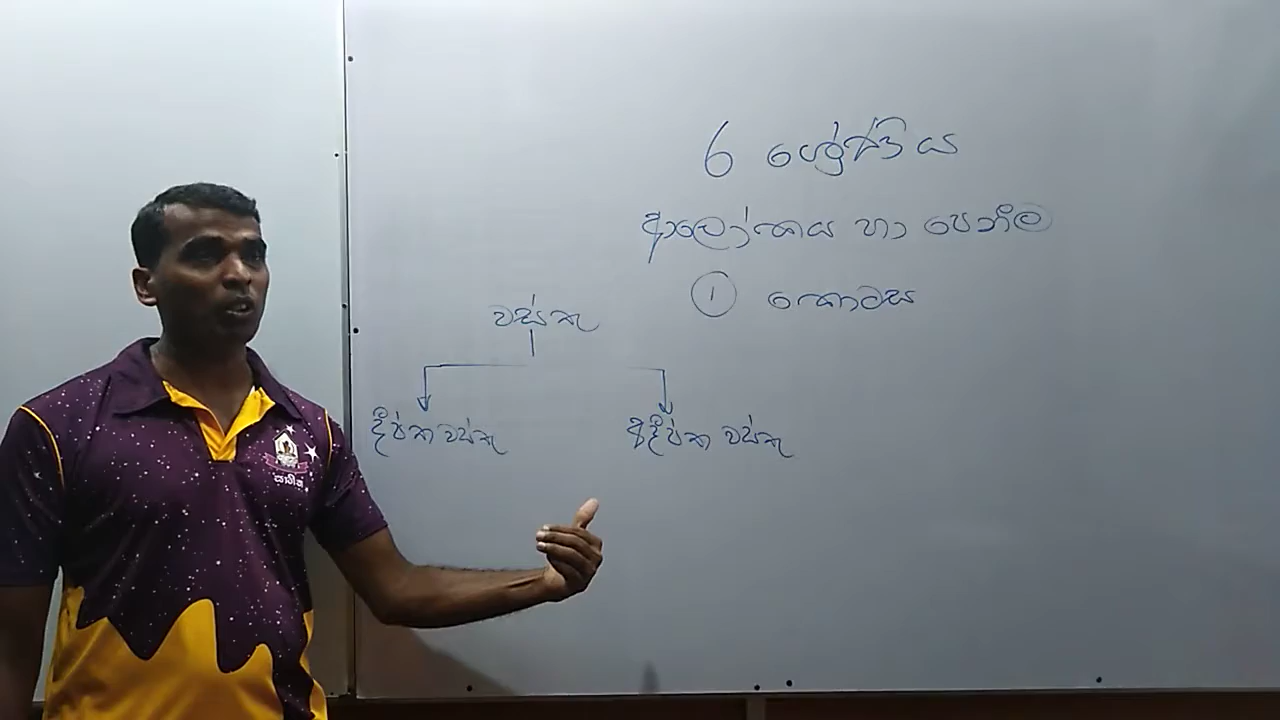 6 ශ්‍රේණිය
ආලෝකය හා පෙනීම
① කොටස
වස්තු
දීප්ත වස්තු
අදීප්ත වස්තු